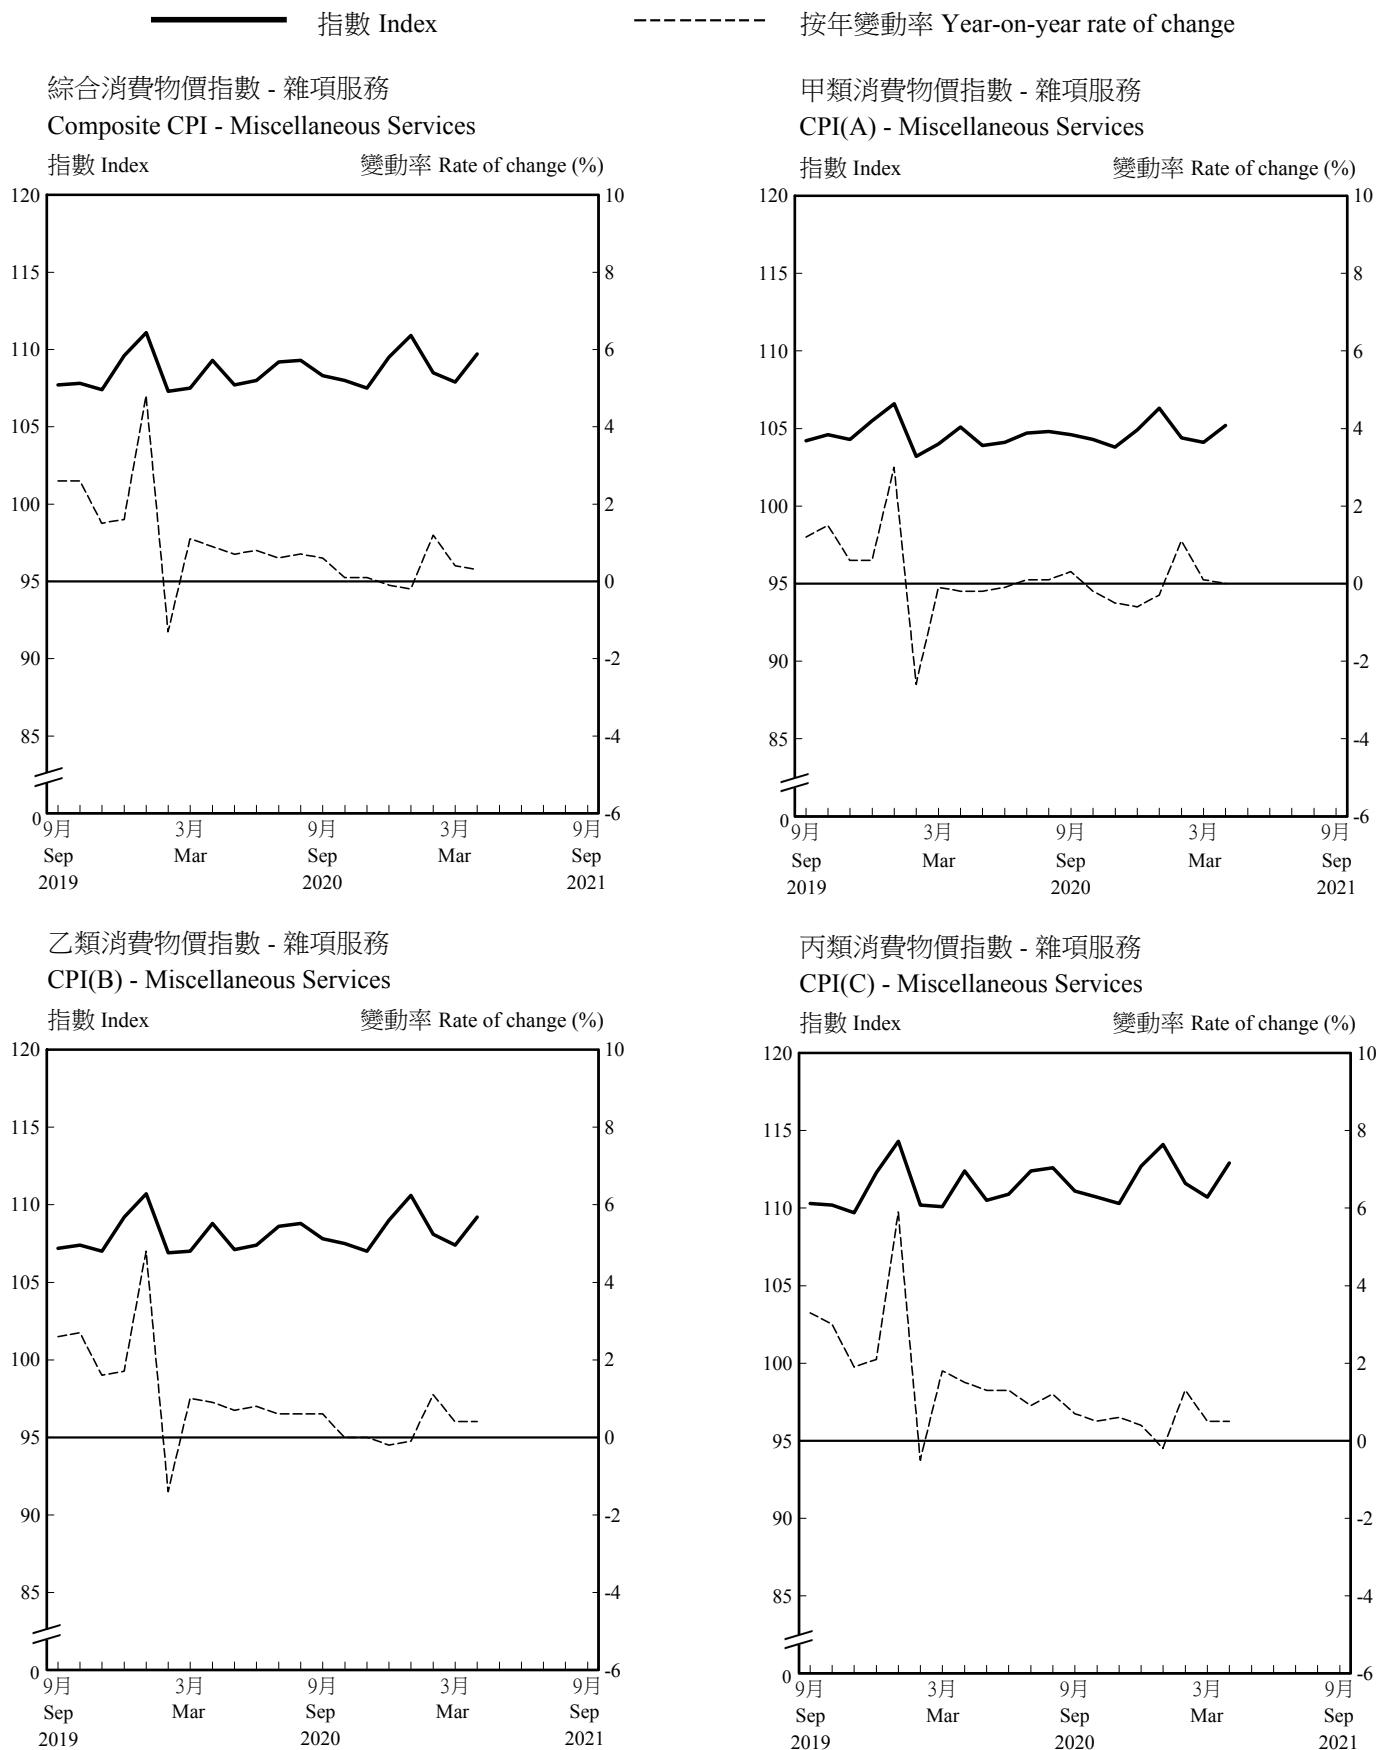 指數 Index
按年變動率 Year-on-year rate of change
綜合消費物價指數 - 雜項服務
Composite CPI - Miscellaneous Services
指數 Index 變動率 Rate of change (%)
120 10
115 8
110 6
105 4
100 2
95 0
90 -2
85 -4
0 -6
9月 3月 9月 3月 9月
Sep Mar Sep Mar Sep
2019 2020 2021
甲類消費物價指數 - 雜項服務
CPI(A) - Miscellaneous Services
指數 Index 變動率 Rate of change (%)
120 10
115 8
110 6
105 4
100 2
95 0
90 -2
85 -4
0 -6
9月 3月 9月 3月 9月
Sep Mar Sep Mar Sep
2019 2020 2021
乙類消費物價指數 - 雜項服務
CPI(B) - Miscellaneous Services
指數 Index 變動率 Rate of change (%)
120 10
115 8
110 6
105 4
100 2
95 0
90 -2
85 -4
0 -6
9月 3月 9月 3月 9月
Sep Mar Sep Mar Sep
2019 2020 2021
丙類消費物價指數 - 雜項服務
CPI(C) - Miscellaneous Services
指數 Index 變動率 Rate of change (%)
120 10
115 8
110 6
105 4
100 2
95 0
90 -2
85 -4
0 -6
9月 3月 9月 3月 9月
Sep Mar Sep Mar Sep
2019 2020 2021